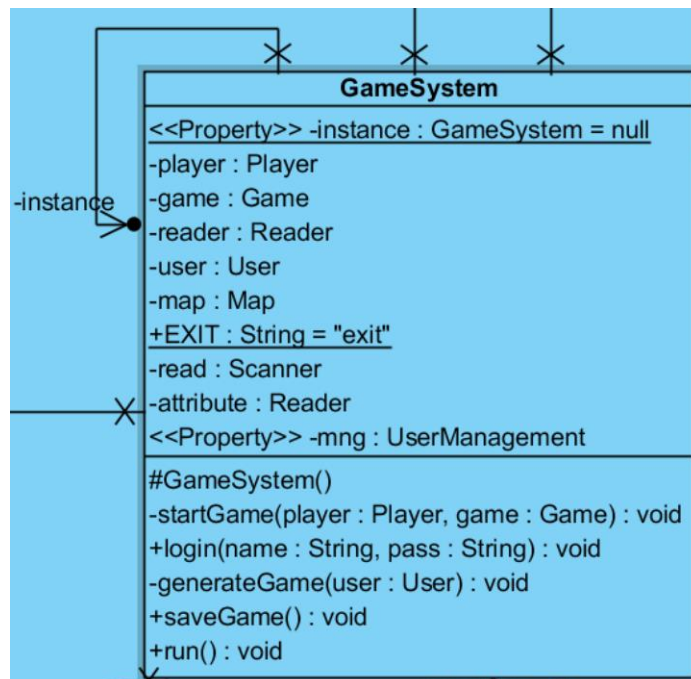 GameSystem
<<Property>> -instance : GameSystem = null
-player : Player
-game : Game
-instance
-reader : Reader
-user : User
-map : Map
+EXIT : String = "exit"
-read : Scanner
-attribute : Reader
<<Property>> -mng : UserManagement
#GameSystem()
-startGame(player : Player, game : Game) : void
+login(name : String, pass : String) : void
-generateGame(user : User) : void
+saveGame() : void
+run() : void